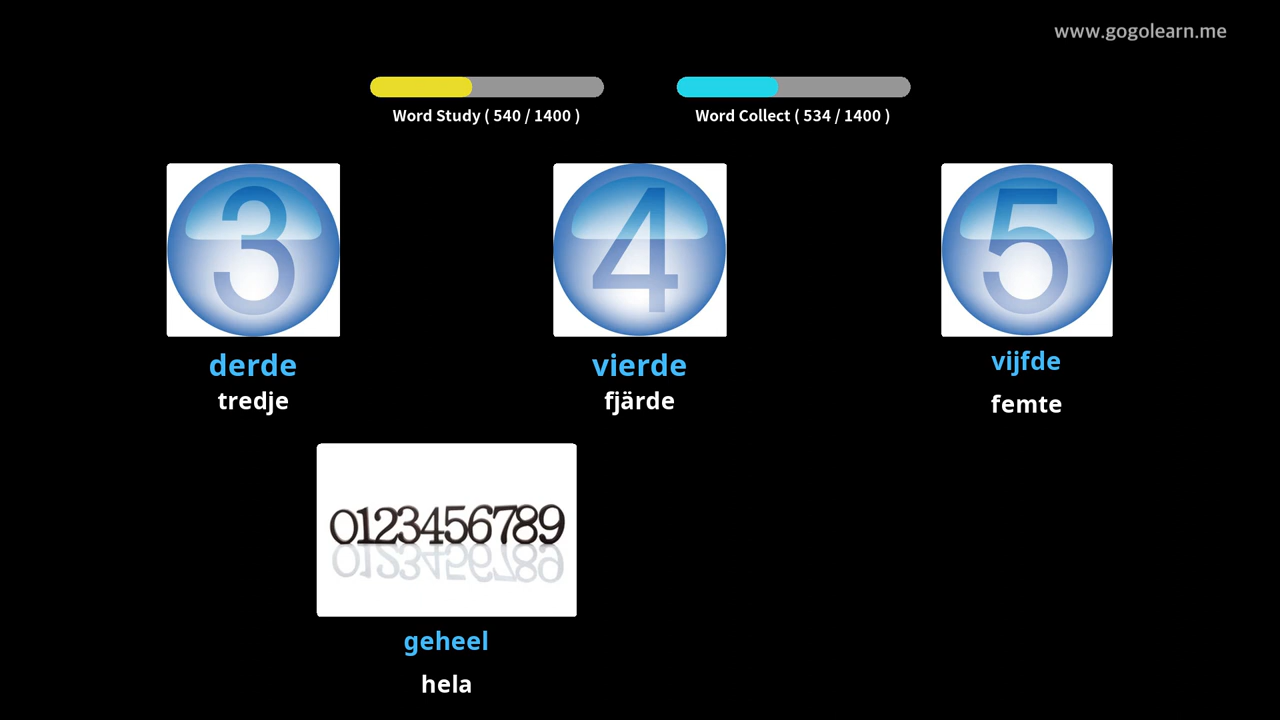 www.gogolearn.me
Word Study ( 540 / 1400 )
Word Collect ( 534 / 1400 )
3
4
5
derde
vierde
vijfde
tredje
fjärde
femte
0123456789
geheel
hela